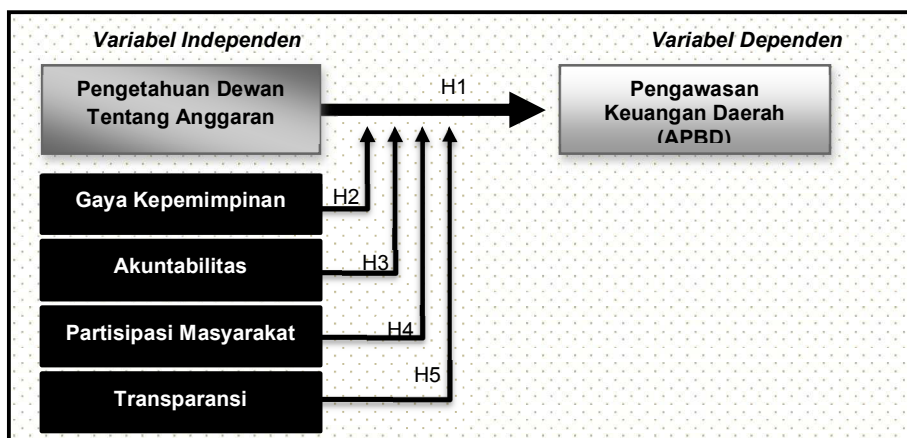 Variabel Independen
Variabel Dependen
Pengetahuan Dewan
Tentang Anggaran
H1
Pengawasan
Keuangan Daerah
(APBD)
Gaya Kepemimpinan
H2
Akuntabilitas
H3
Partisipasi Masyarakat
H4
Transparansi
H5